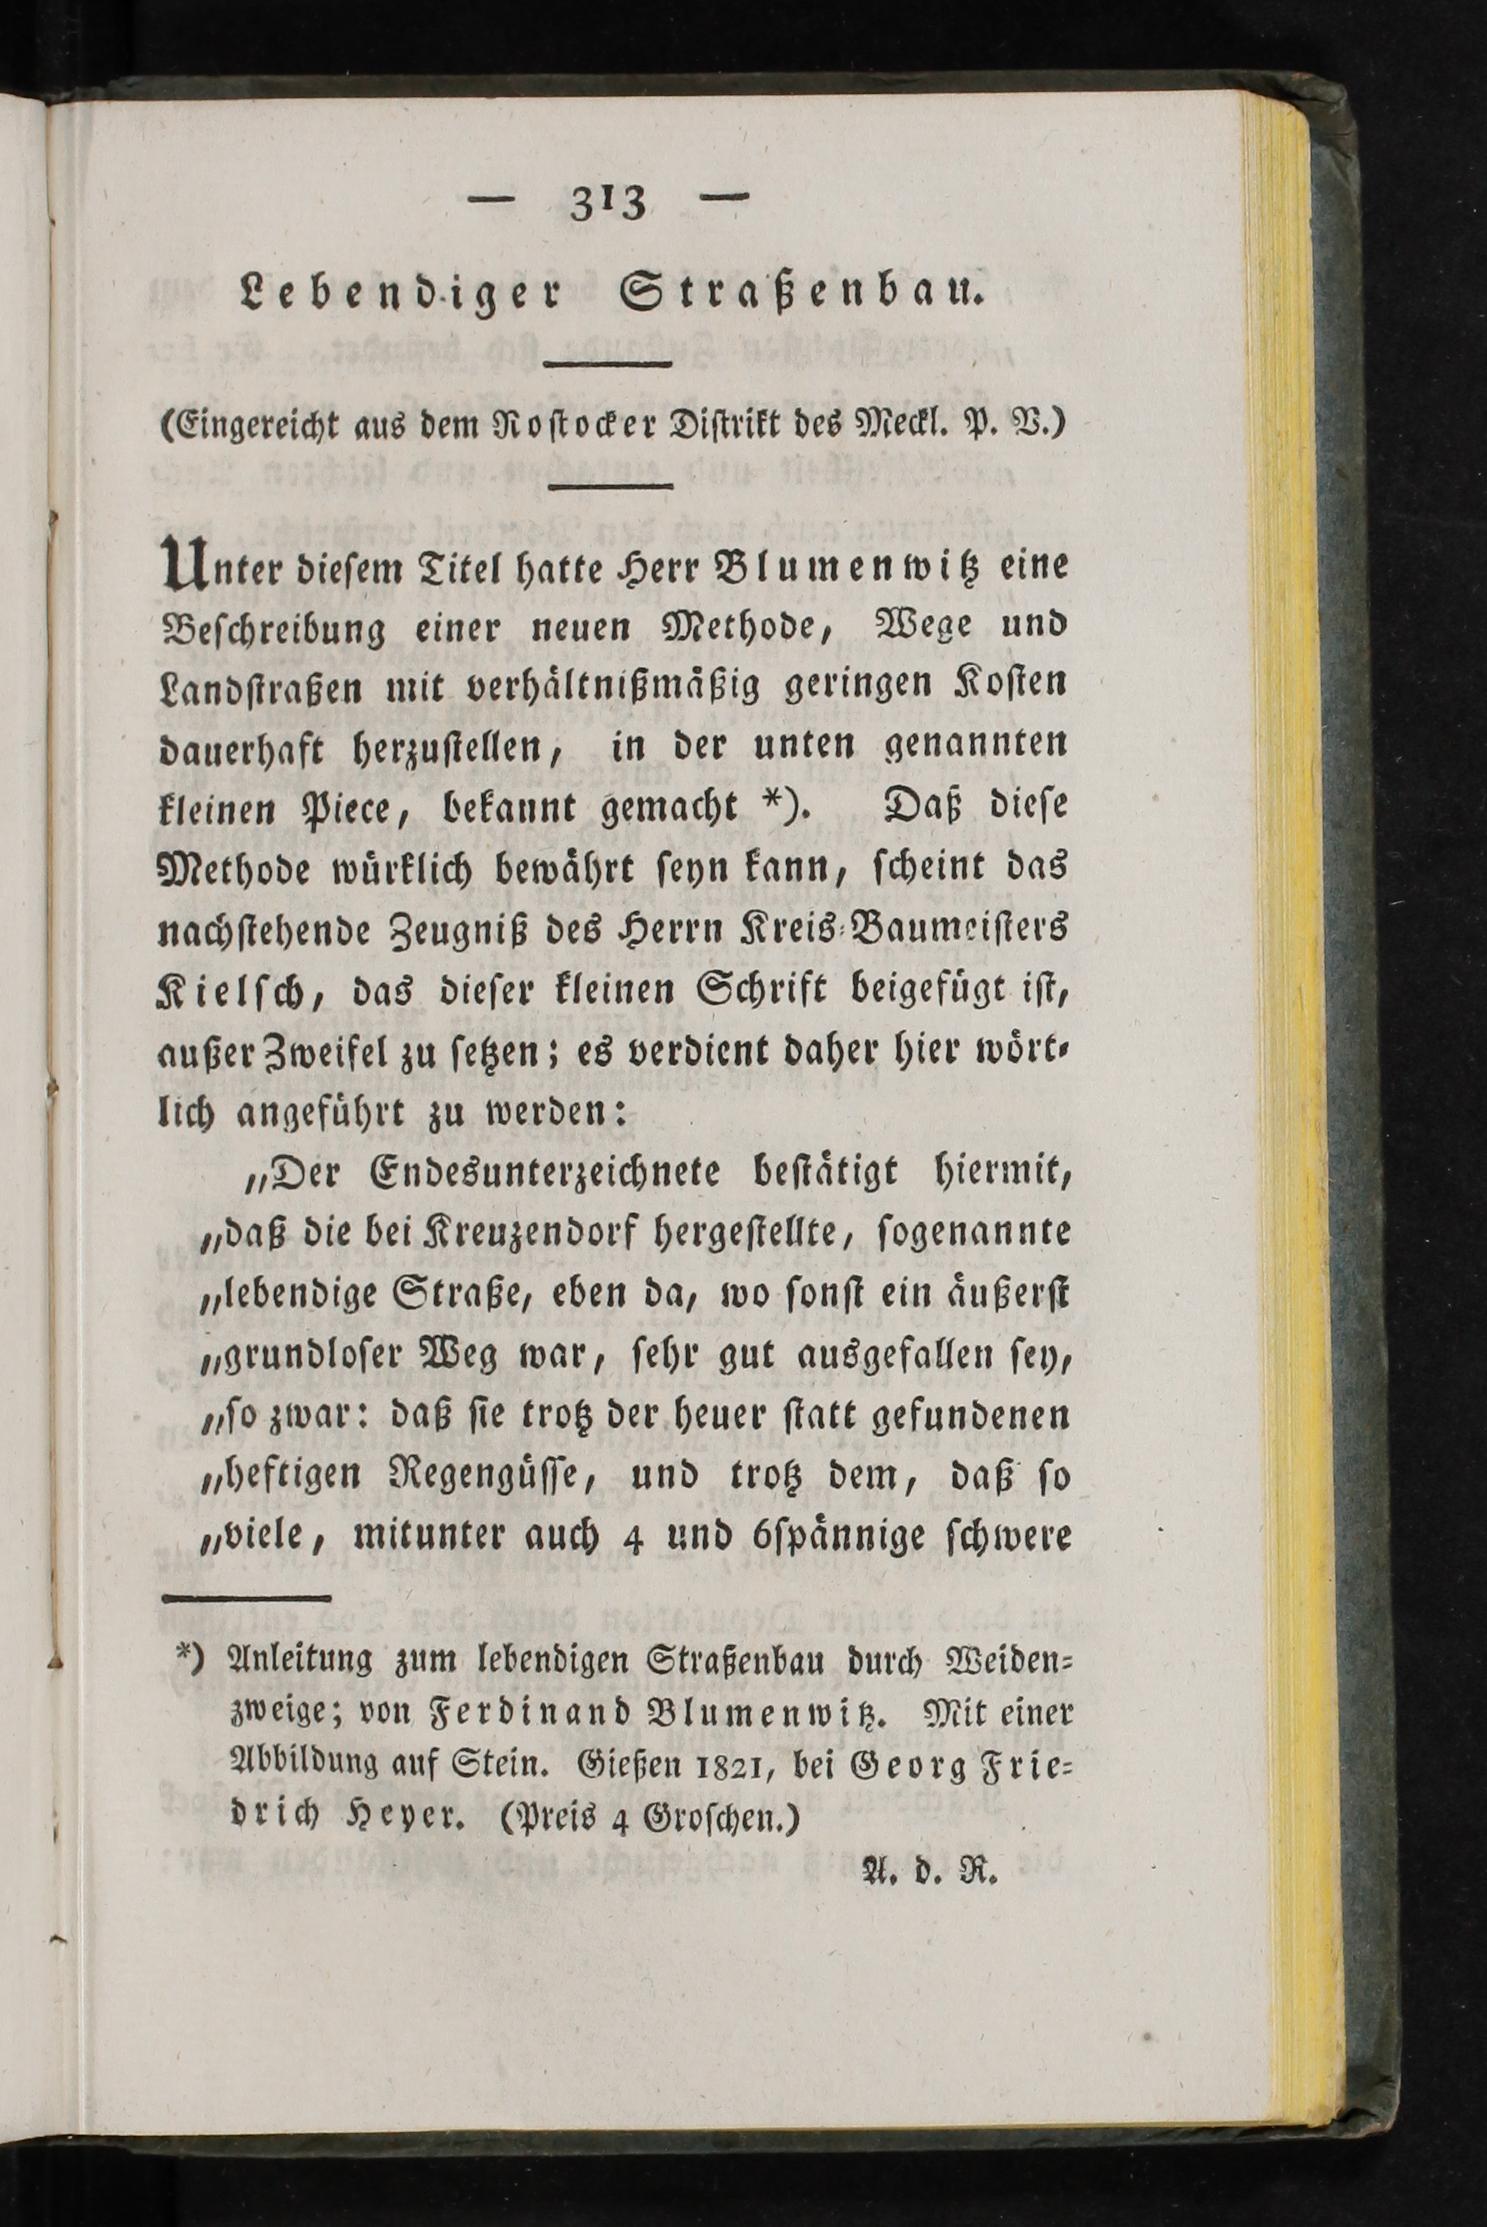 — 313 —
Lebendiger Straßenbau.
(Eingereicht aus dem Rostocker Distrikt des Meckl. P. V.)
Unter diesem Titel hatte Herr Blumenwitz eine
Beschreibung einer neuen Methode, Wege und
Landstraßen mit verhältnißmäßig geringen Kosten
dauerhaft herzustellen, in der unten genannten
kleinen Piece, bekannt gemacht *). Daß diese
Methode würklich bewährt seyn kann, scheint das
nachstehende Zeugniß des Herrn Kreis-Baumeisters
Kielsch, das dieser kleinen Schrift beigefügt ist,
außer Zweifel zu setzen; es verdient daher hier wört-
lich angeführt zu werden:
„Der Endesunterzeichnete bestätigt hiermit,
„daß die bei Kreuzendorf hergestellte, sogenannte
„lebendige Straße, eben da, wo sonst ein äußerst
„grundloser Weg war, sehr gut ausgefallen sey,
„so zwar: daß sie trotz der heuer statt gefundenen
„heftigen Regengüsse, und trotz dem, daß so
„viele, mitunter auch 4 und 6spännige schwere
*) Anleitung zum lebendigen Straßenbau durch Weiden-
zweige; von Ferdinand Blumenwitz. Mit einer
Abbildung auf Stein. Gießen 1821, bei Georg Frie-
drich Heyer. (Preis 4 Groschen.)
A. d. R.